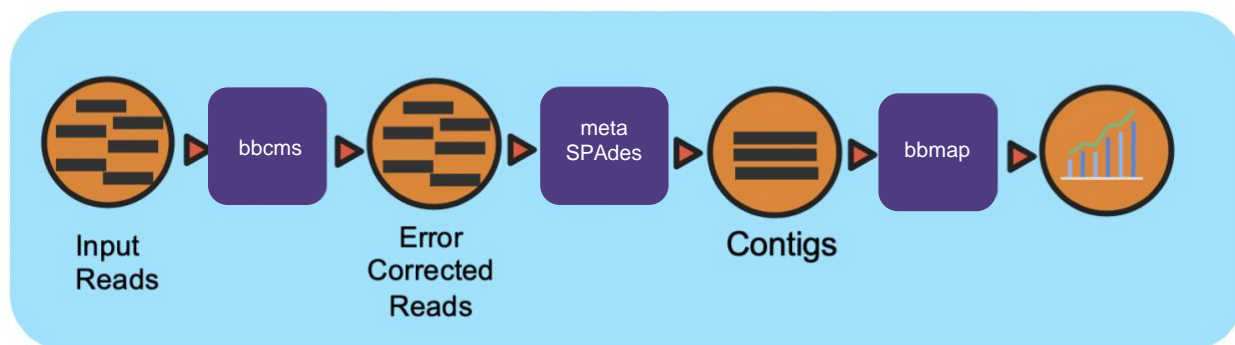 Input
Reads
bbcms
Error
Corrected
Reads
meta
SPAdes
Contigs
bbmap